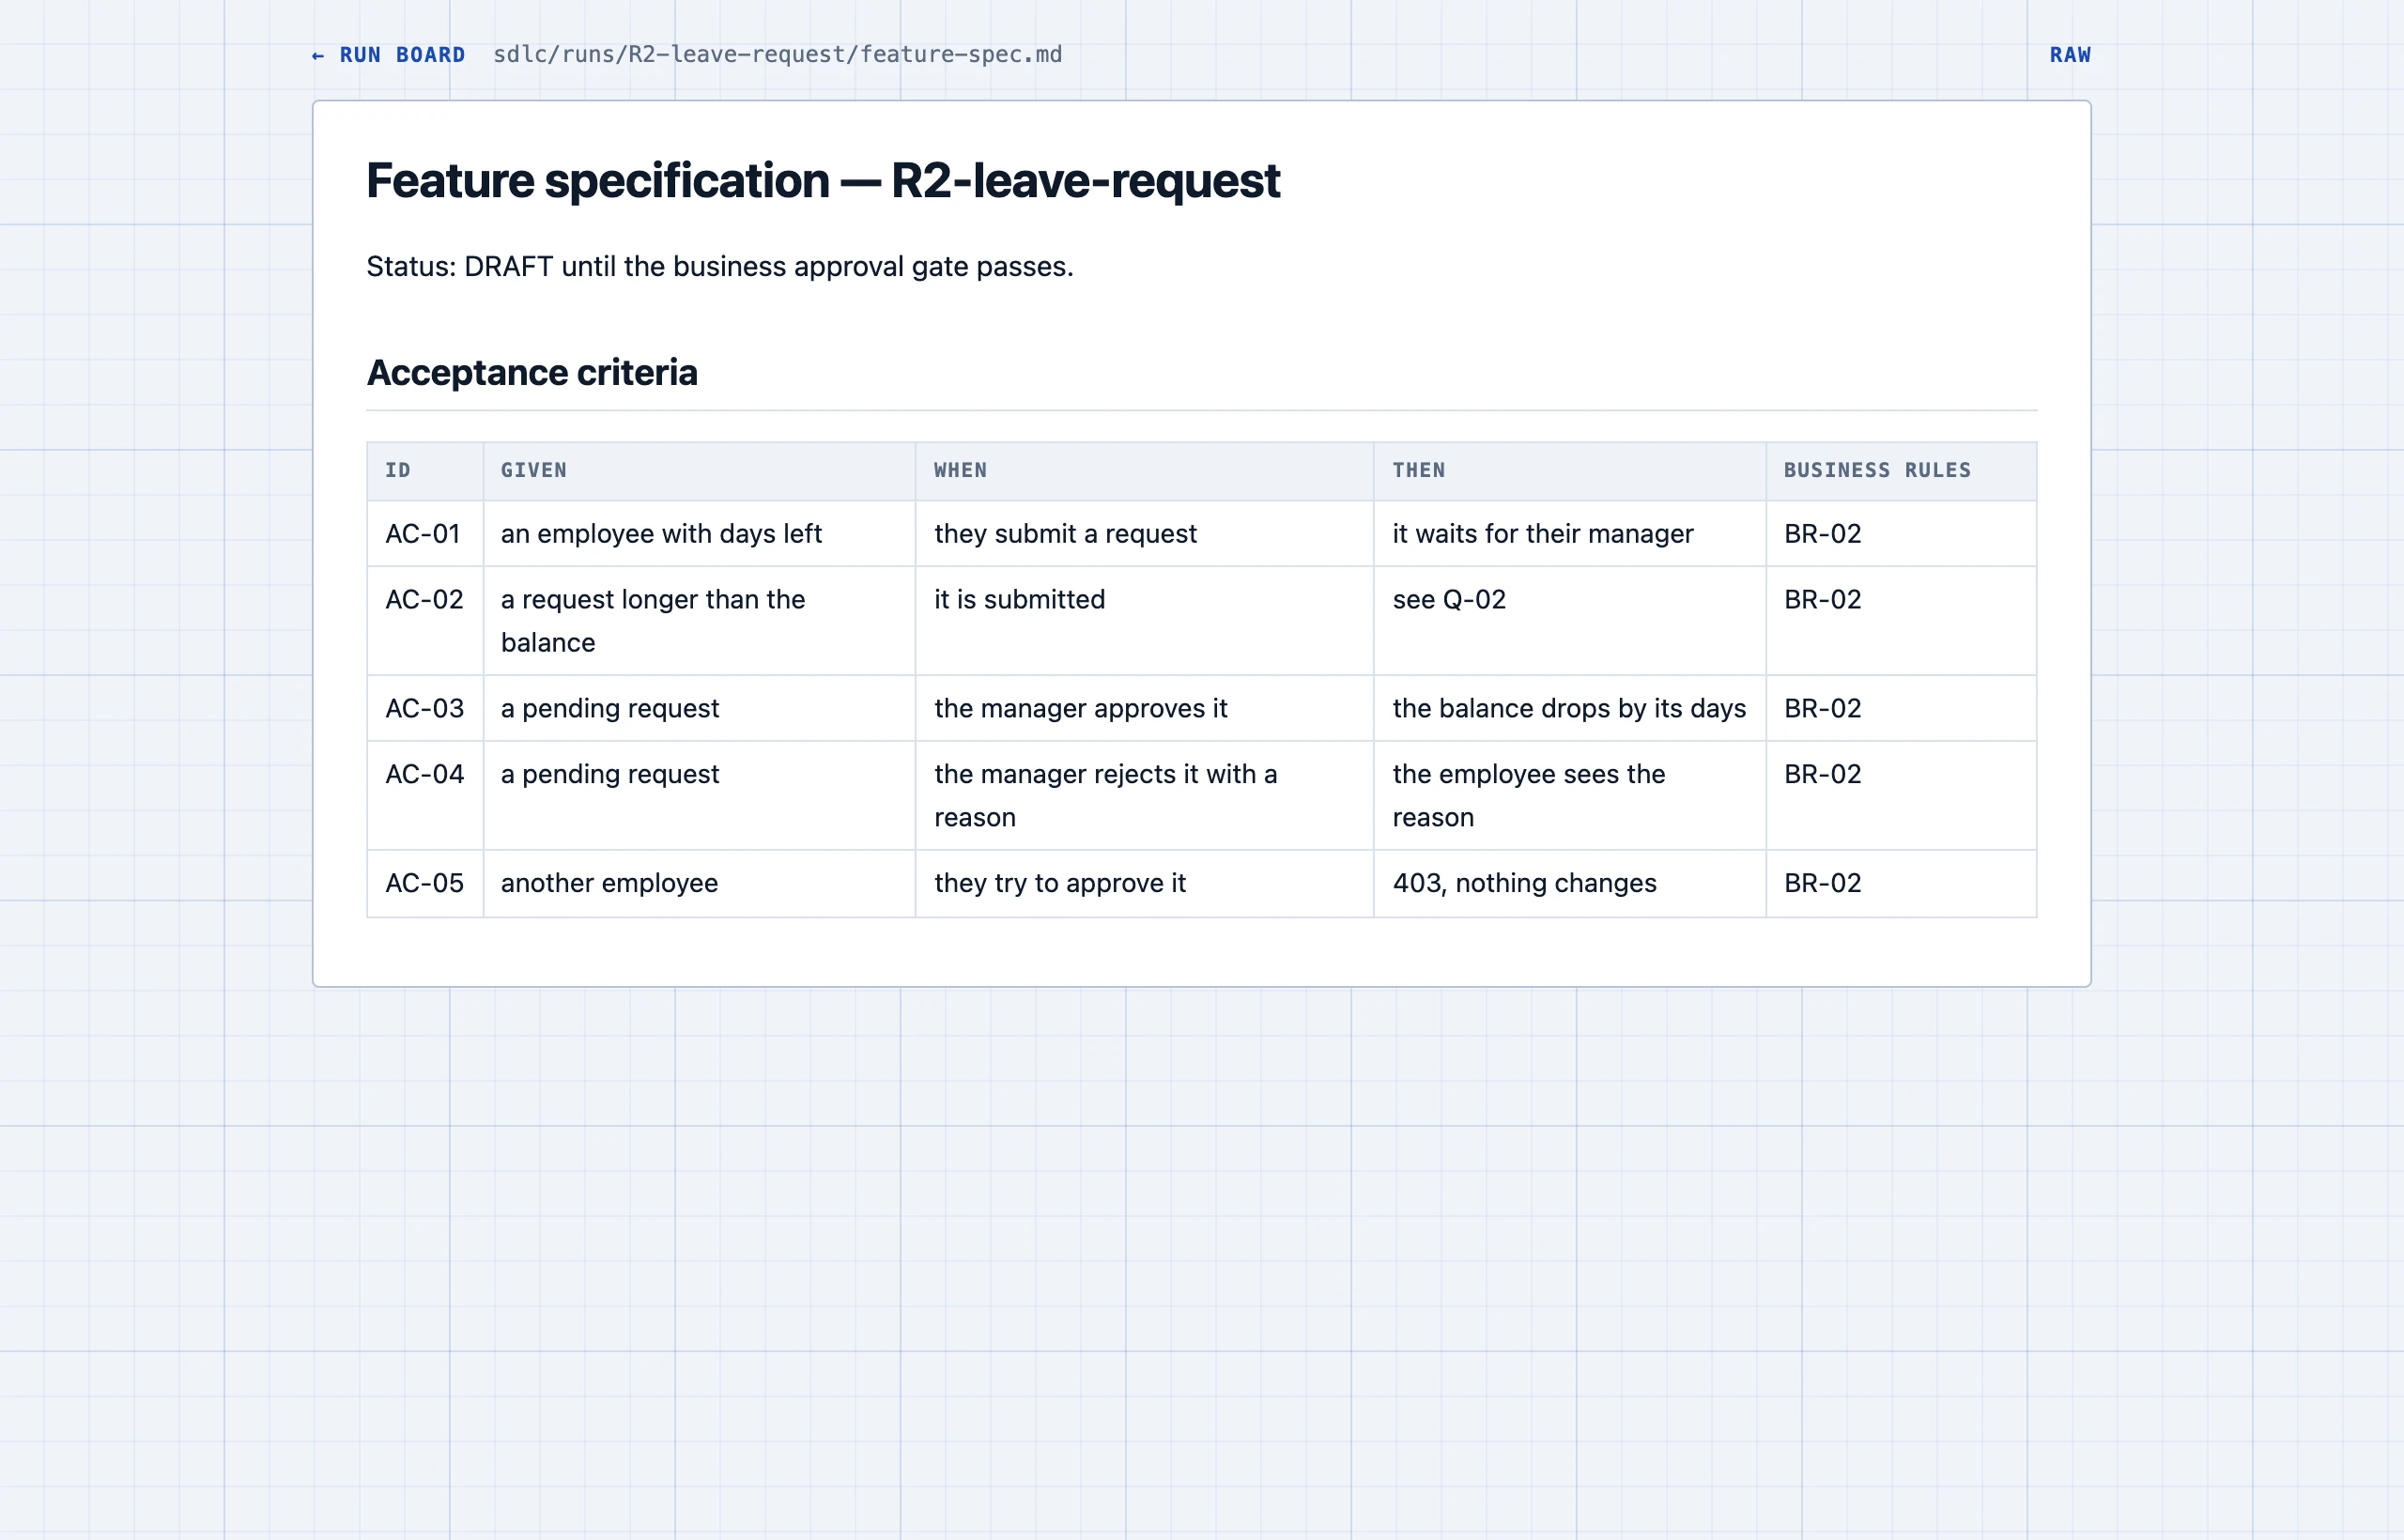 ← RUN BOARD sdlc/runs/R2-leave-request/feature-spec.md RAW
Feature specification — R2-leave-request
Status: DRAFT until the business approval gate passes.
Acceptance criteria
ID GIVEN WHEN THEN BUSINESS RULES
AC-01 an employee with days left they submit a request it waits for their manager BR-02
AC-02 a request longer than the it is submitted see Q-02 BR-02
balance
AC-03 a pending request the manager approves it the balance drops by its days BR-02
AC-04 a pending request the manager rejects it with a the employee sees the BR-02
reason reason
AC-05 another employee they try to approve it 403, nothing changes BR-02